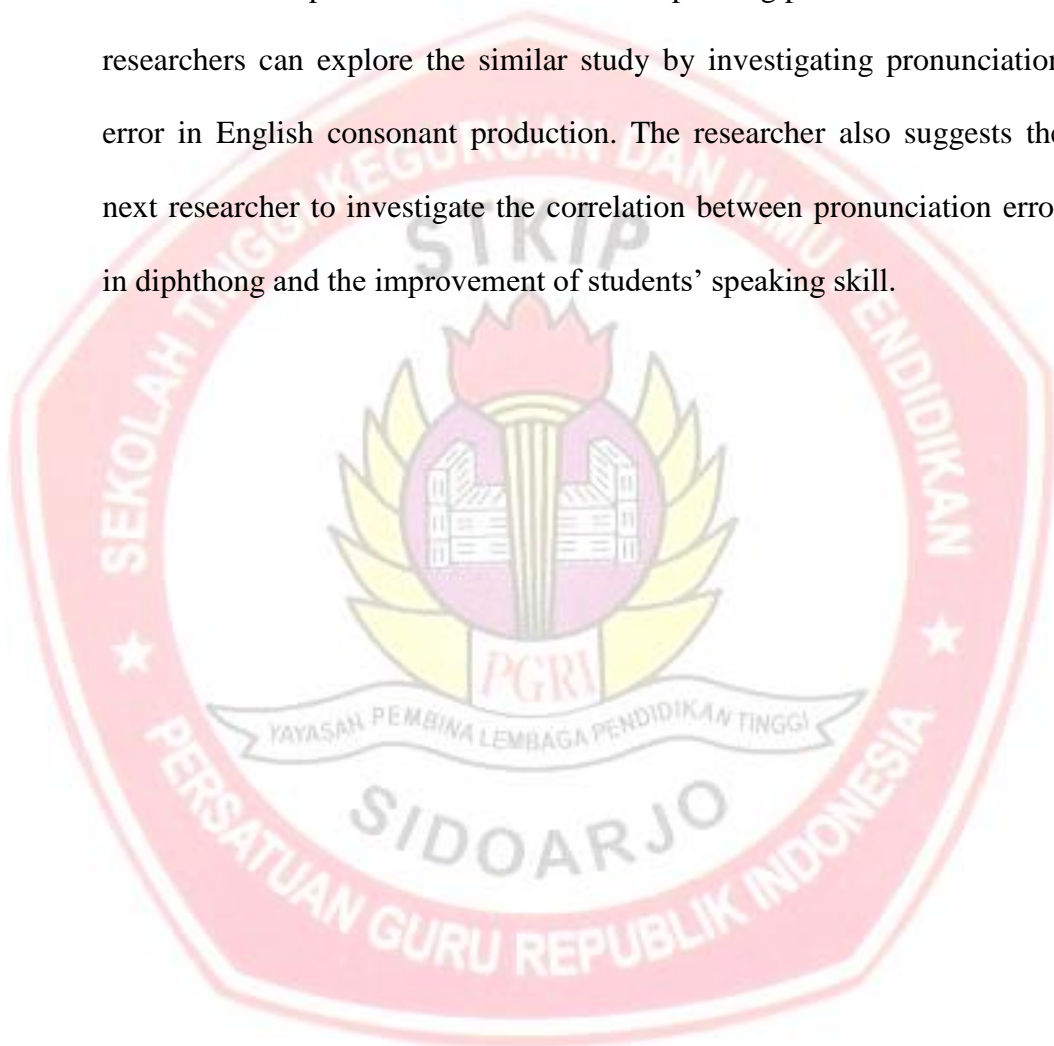 researchers can explore the similar study by investigating pronunciation
error in English consonant production. The researcher also suggests the
next researcher to investigate the correlation between pronunciation erro
in diphthong and the improvement of students’ speaking skill.
SEKOLAH TINGGI KEGURUAN DAN ILMU PENDIDIKAN
STKIP
PGRI
YAYASAN PEMBINA LEMBAGA PENDIDIKAN TINGGI
SIDOARJO
PERSATUAN GURU REPUBLIK INDONESIA